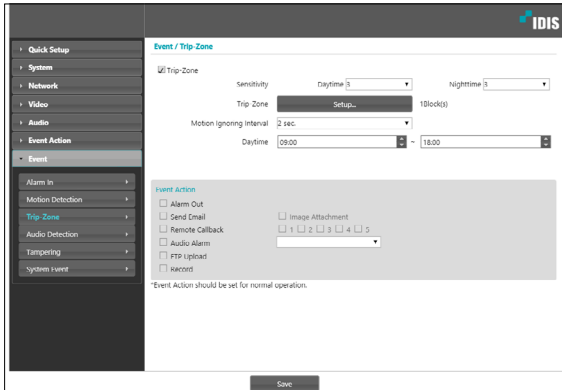 IDIS
Quick Setup
System
Network
Video
Audio
Event Action
Event
Alarm In
Motion Detection
Trip-Zone
Audio Detection
Tampering
System Event
Event / Trip-Zone
Trip-Zone
Sensitivity Daytime 3 Nighttime 3
Trip Zone Setup... 1Block(s)
Motion Ignoring Interval 2 sec.
Daytime 09:00 ~ 18:00
Event Action
Alarm Out
Send Email Image Attachment
Remote Callback 1 2 3 4 5
Audio Alarm
FTP Upload
Record
*Event Action should be set for normal operation.
Save